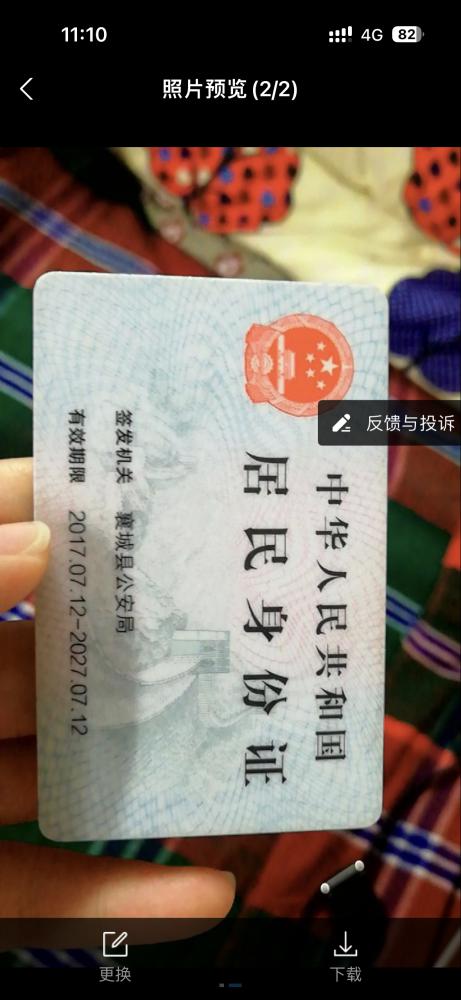 11:10
4G
82
照片预览 (2/2)
中华人民共和国
居民身份证
签发机关 襄城县公安局
有效期限 2017.07.12-2027.07.12
反馈与投诉
更换
下载